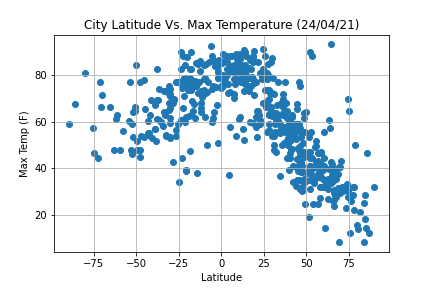 City Latitude Vs. Max Temperature (24/04/21)
Max Temp (F)
80
60
40
20
−75 −50 −25 0 25 50 75
Latitude